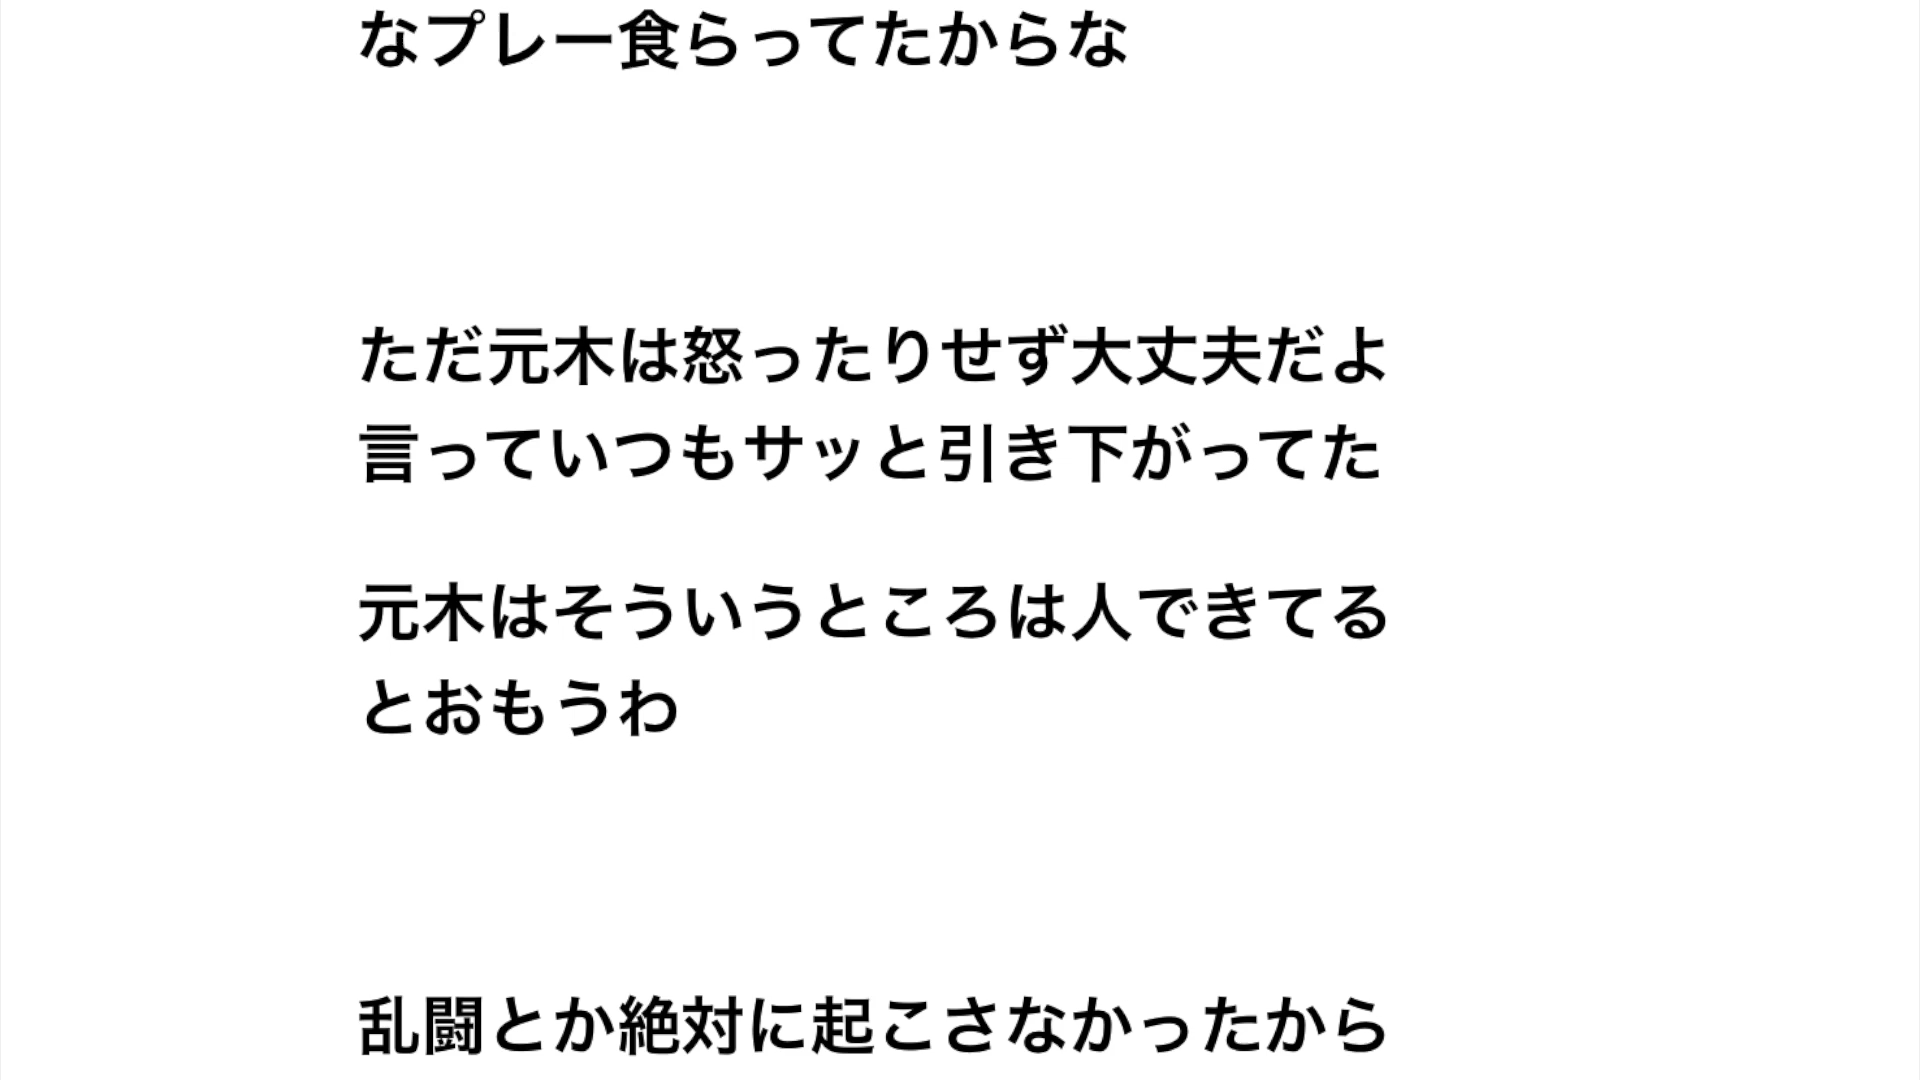 なプレー食らってたからな
ただ元木は怒ったりせず大丈夫だよ
言っていつもサッと引き下がってた
元木はそういうところは人できてる
とおもうわ
乱闘とか絶対に起こさなかったから